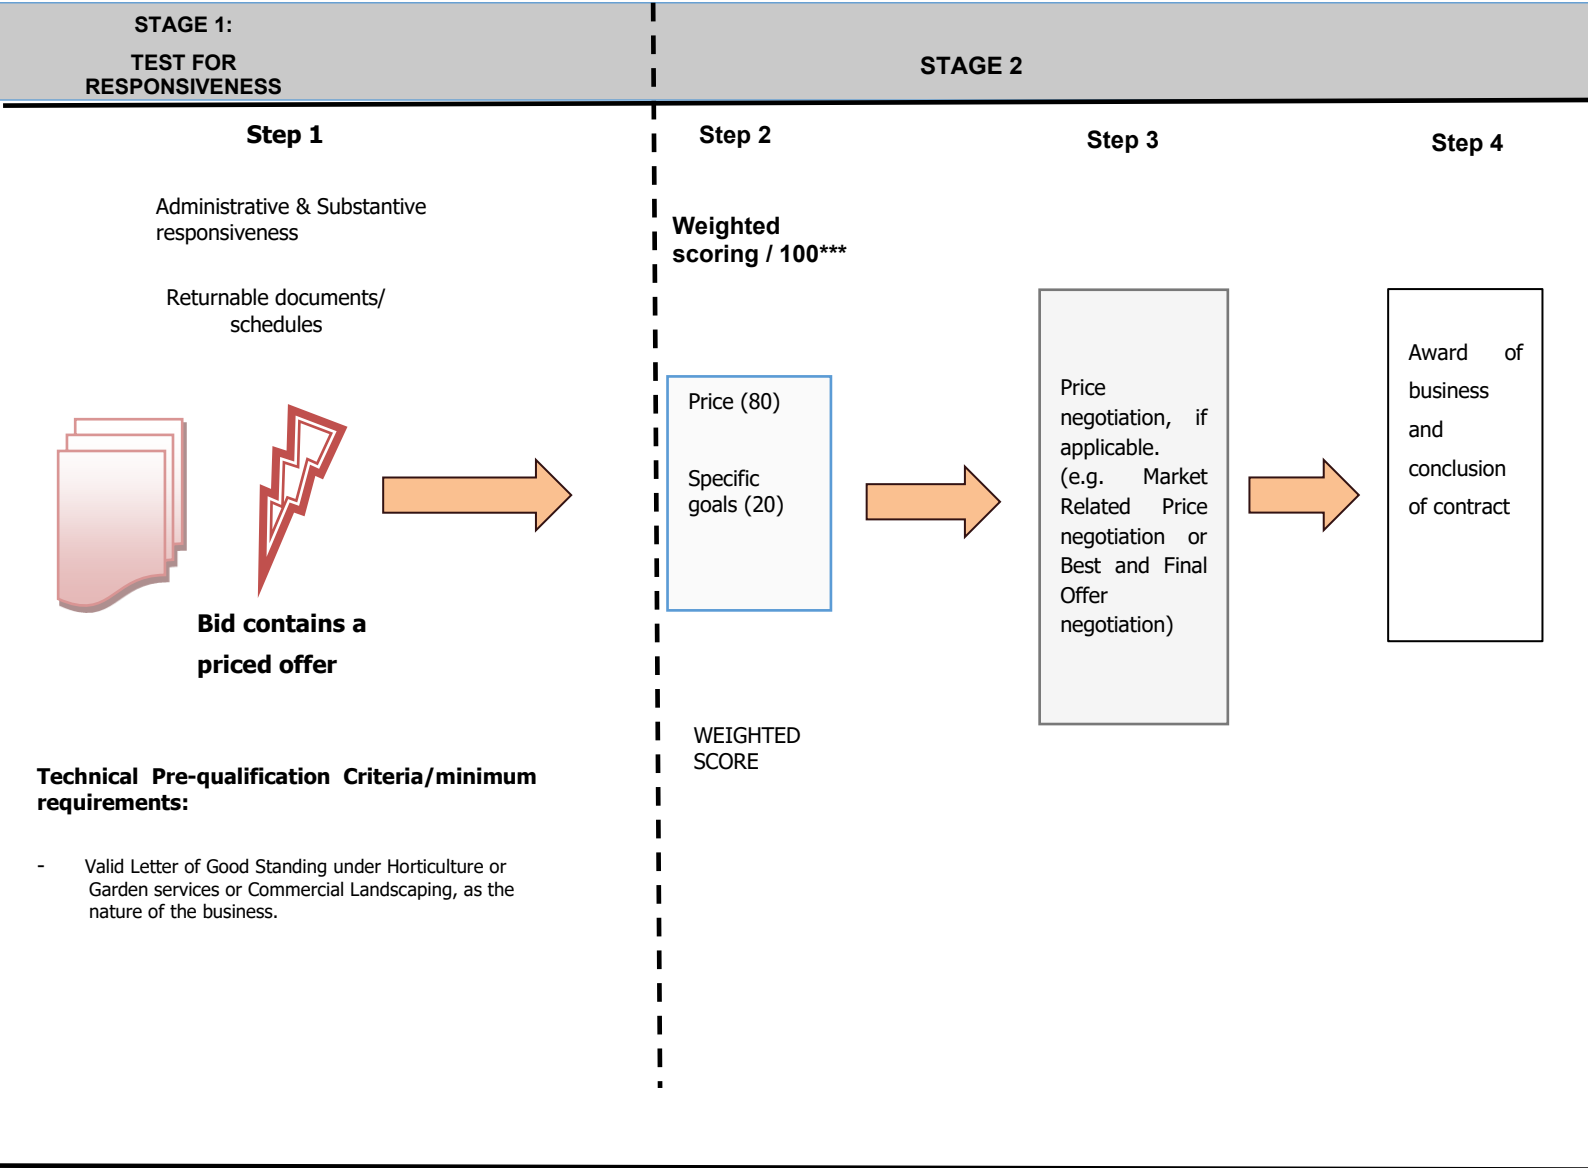 STAGE 1:
TEST FOR
RESPONSIVENESS
STAGE 2
Step 1
Administrative & Substantive
responsiveness
Returnable documents/
schedules
Bid contains a
priced offer
Technical Pre-qualification Criteria/minimum
requirements:
- Valid Letter of Good Standing under Horticulture or
Garden services or Commercial Landscaping, as the
nature of the business.
Step 2
Weighted
scoring / 100***
Price (80)
Specific
goals (20)
WEIGHTED
SCORE
Step 3
Price
negotiation, if
applicable.
(e.g. Market
Related Price
negotiation or
Best and Final
Offer
negotiation)
Step 4
Award of
business
and
conclusion
of contract